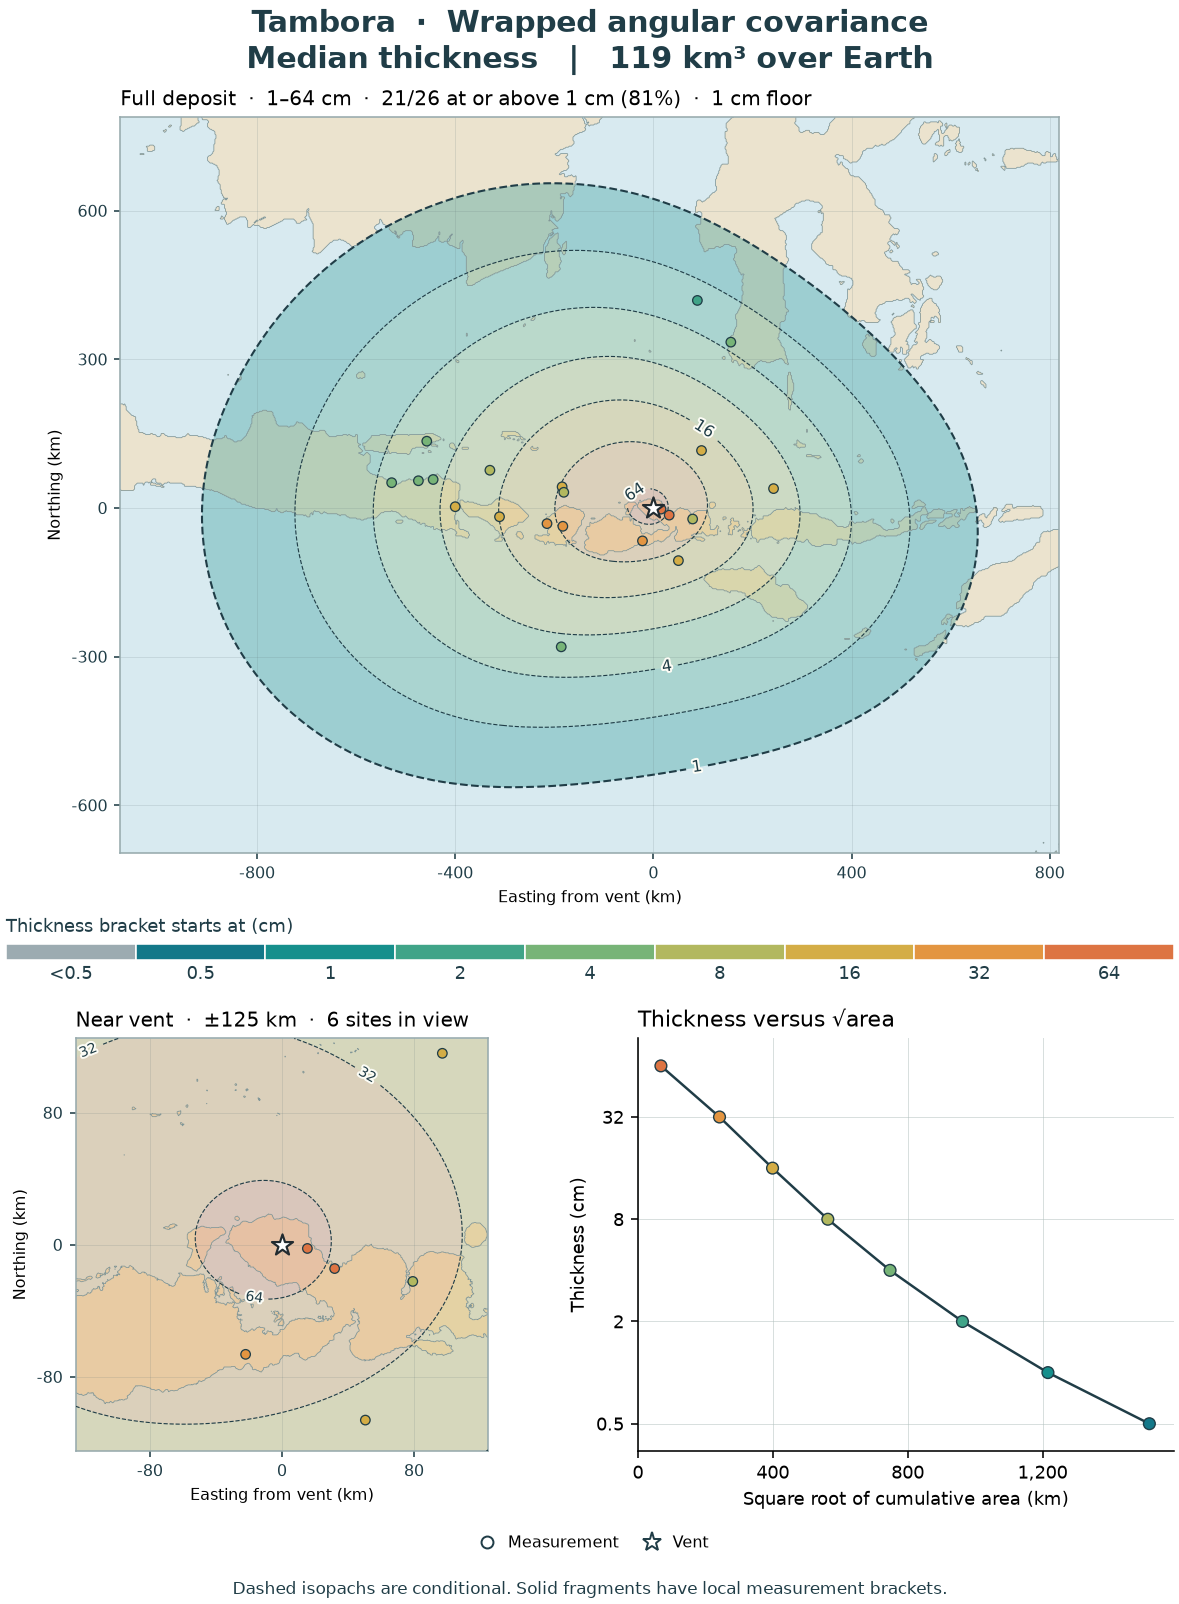 Tambora · Wrapped angular covariance
Median thickness | 119 km³ over Earth
Full deposit · 1–64 cm · 21/26 at or above 1 cm (81%) · 1 cm floor
600
300
0
-300
-600
Northing (km)
16
64
4
1
-800
-400
0
400
800
Easting from vent (km)
Thickness bracket starts at (cm)
<0.5
0.5
1
2
4
8
16
32
64
Near vent · ±125 km · 6 sites in view
32
32
64
80
0
-80
Northing (km)
-80
0
80
Easting from vent (km)
Thickness versus √area
32
8
2
0.5
Thickness (cm)
0
400
800
1,200
Square root of cumulative area (km)
Measurement
Vent
Dashed isopachs are conditional. Solid fragments have local measurement brackets.